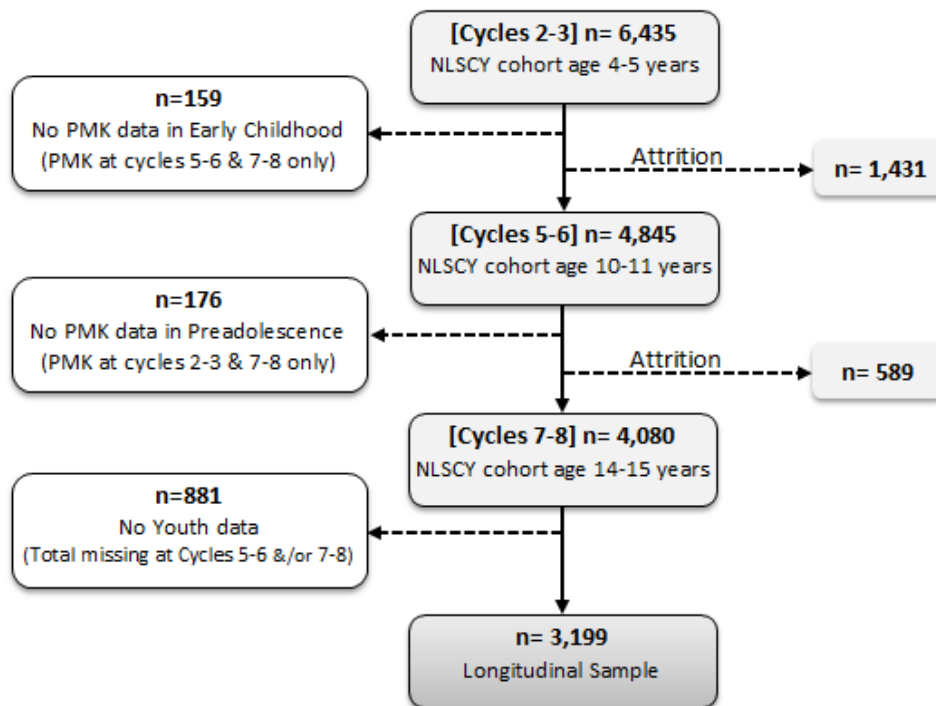 [Cycles 2-3] n= 6,435
NLSCY cohort age 4-5 years
n=159
No PMK data in Early Childhood
(PMK at cycles 5-6 & 7-8 only)
Attrition
n= 1,431
[Cycles 5-6] n= 4,845
NLSCY cohort age 10-11 years
n=176
No PMK data in Preadolescence
(PMK at cycles 2-3 & 7-8 only)
Attrition
n= 589
[Cycles 7-8] n= 4,080
NLSCY cohort age 14-15 years
n=881
No Youth data
(Total missing at Cycles 5-6 &/or 7-8)
n= 3,199
Longitudinal Sample